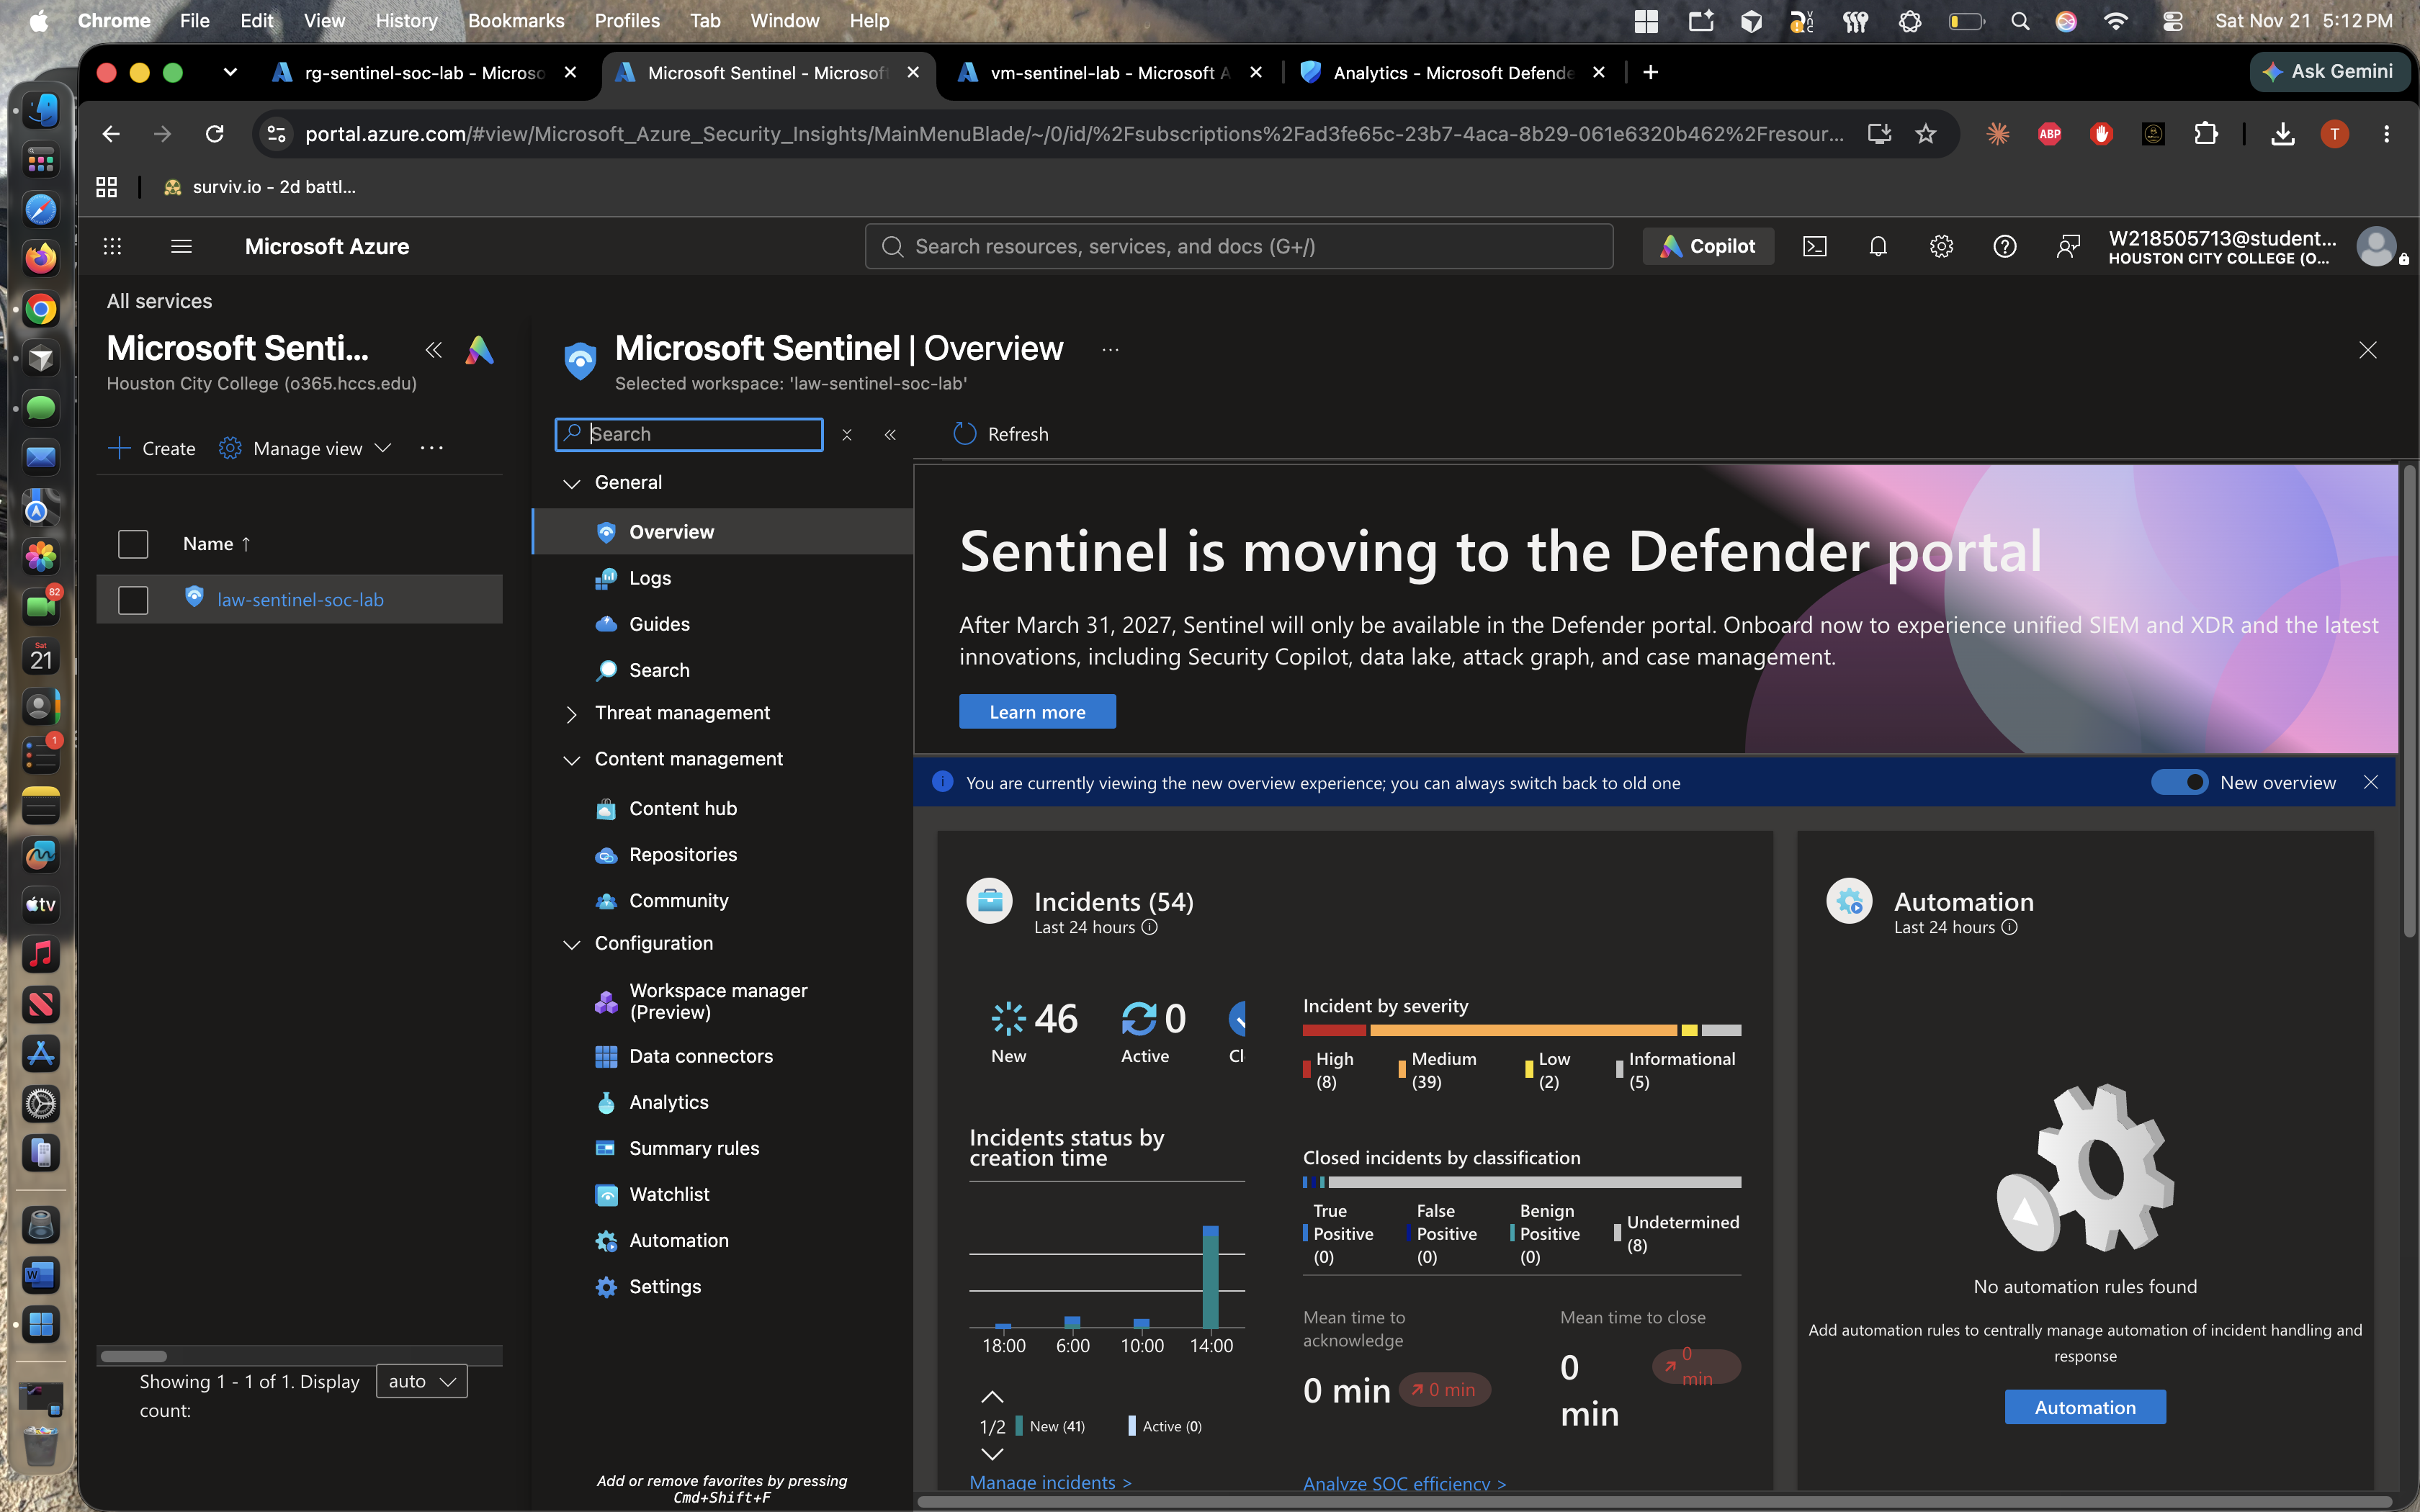 Chrome File Edit View History Bookmarks Profiles Tab Window Help Sat Nov 21 5:12 PM
rg-sentinel-soc-lab - Microso
Microsoft Sentinel - Microsoft
vm-sentinel-lab - Microsoft A
Analytics - Microsoft Defende
Ask Gemini
portal.azure.com/#view/Microsoft_Azure_Security_Insights/MainMenuBlade/~/0/id/%2Fsubscriptions%2Fad3fe65c-23b7-4aca-8b29-061e6320b462%2Fresour...
ABP
T
surviv.io - 2d battl...
Microsoft Azure
Search resources, services, and docs (G+/)
Copilot
W218505713@student...
HOUSTON CITY COLLEGE (O...
All services
Microsoft Senti...
Houston City College (o365.hccs.edu)
Create Manage view ...
Name ↑
law-sentinel-soc-lab
Showing 1 - 1 of 1. Display
count:
auto
Microsoft Sentinel | Overview ...
Selected workspace: 'law-sentinel-soc-lab'
Search
General
Overview
Logs
Guides
Search
Threat management
Content management
Content hub
Repositories
Community
Configuration
Workspace manager
(Preview)
Data connectors
Analytics
Summary rules
Watchlist
Automation
Settings
Add or remove favorites by pressing
Cmd+Shift+F
Refresh
Sentinel is moving to the Defender portal
After March 31, 2027, Sentinel will only be available in the Defender portal. Onboard now to experience unified SIEM and XDR and the latest
innovations, including Security Copilot, data lake, attack graph, and case management.
Learn more
You are currently viewing the new overview experience; you can always switch back to old one
New overview
Incidents (54)
Last 24 hours
46
New
0
Active
Cl
Incident by severity
High
(8)
Medium
(39)
Low
(2)
Informational
(5)
Incidents status by
creation time
18:00 6:00 10:00 14:00
1/2 New (41) Active (0)
Manage incidents >
Closed incidents by classification
True
Positive
(0)
False
Positive
(0)
Benign
Positive
(0)
Undetermined
(8)
Mean time to
acknowledge
0 min
0 min
Mean time to close
0
min
0
min
Analyze SOC efficiency >
Automation
Last 24 hours
No automation rules found
Add automation rules to centrally manage automation of incident handling and
response
Automation
82
Sat
21
1
tv
W